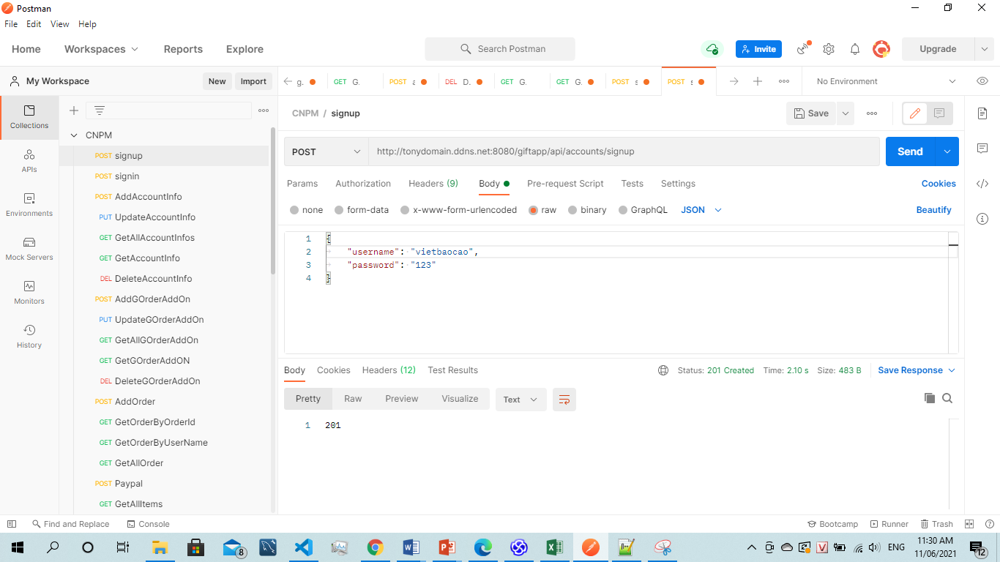 Postman
File Edit View Help
Home Workspaces Reports Explore Search Postman Invite Upgrade
My Workspace New Import g. GET G. POST a DEL D. GET G. GET G. POST s POST s No Environment
Collections
APIs
Environments
Mock Servers
Monitors
History
CNPM
POST signup
POST signin
POST AddAccountInfo
PUT UpdateAccountInfo
GET GetAllAccountInfos
GET GetAccountInfo
DEL DeleteAccountInfo
POST AddGOrderAddOn
PUT UpdateGOrderAddOn
GET GetAllGOrderAddOn
GET GetGOrderAddON
DEL DeleteGOrderAddOn
POST AddOrder
GET GetOrderByOrderId
GET GetOrderByUserName
GET GetAllOrder
POST Paypal
GET GetAllItems
CNPM / signup Save
POST http://tonydomain.ddns.net:8080/giftapp/api/accounts/signup Send
Params Authorization Headers (9) Body Pre-request Script Tests Settings Cookies
none form-data x-www-form-urlencoded raw binary GraphQL JSON Beautify
1 {
2 "username": "vietbaocao",
3 "password": "123"
4 }
Body Cookies Headers (12) Test Results Status: 201 Created Time: 2.10 s Size: 483 B Save Response
Pretty Raw Preview Visualize Text
1 201
Find and Replace Console Bootcamp Runner Trash
8 ENG 11:30 AM
11/06/2021 12